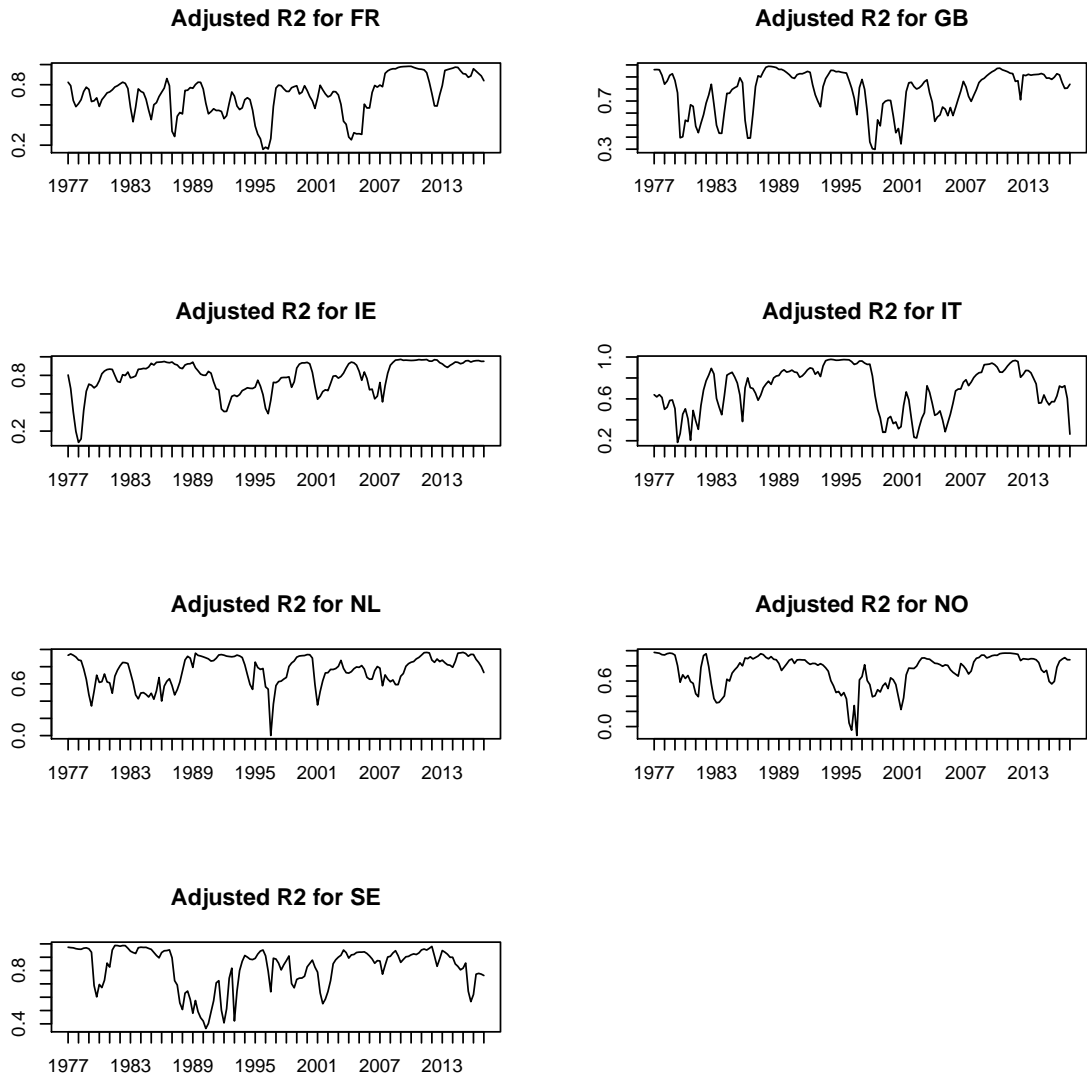 Adjusted R2 for FR
0.2 0.8
1977 1983 1989 1995 2001 2007 2013
Adjusted R2 for GB
0.3 0.7
1977 1983 1989 1995 2001 2007 2013
Adjusted R2 for IE
0.2 0.8
1977 1983 1989 1995 2001 2007 2013
Adjusted R2 for IT
0.2 0.6 1.0
1977 1983 1989 1995 2001 2007 2013
Adjusted R2 for NL
0.0 0.6
1977 1983 1989 1995 2001 2007 2013
Adjusted R2 for NO
0.0 0.6
1977 1983 1989 1995 2001 2007 2013
Adjusted R2 for SE
0.4 0.8
1977 1983 1989 1995 2001 2007 2013